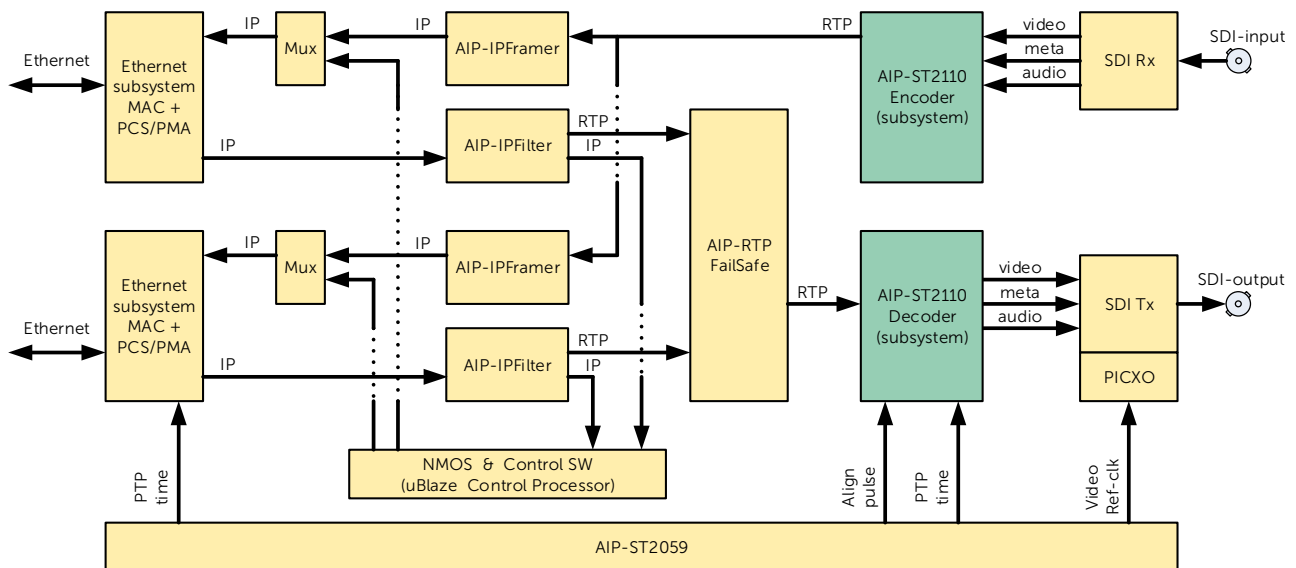 IP
IP
RTP
video
meta
audio
SDI-input
Ethernet
Ethernet
subsystem
MAC +
PCS/PMA
Mux
AIP-IPFramer
AIP-ST2110
Encoder
(subsystem)
SDI Rx
IP
AIP-IPFilter
RTP
IP
IP
IP
Ethernet
Ethernet
subsystem
MAC +
PCS/PMA
Mux
AIP-IPFramer
AIP-RTP
FailSafe
RTP
AIP-ST2110
Decoder
(subsystem)
video
meta
audio
SDI Tx
SDI-output
PICXO
IP
AIP-IPFilter
RTP
IP
NMOS & Control SW
(uBlaze Control Processor)
PTP
time
Align
pulse
PTP
time
Video
Ref-clk
AIP-ST2059